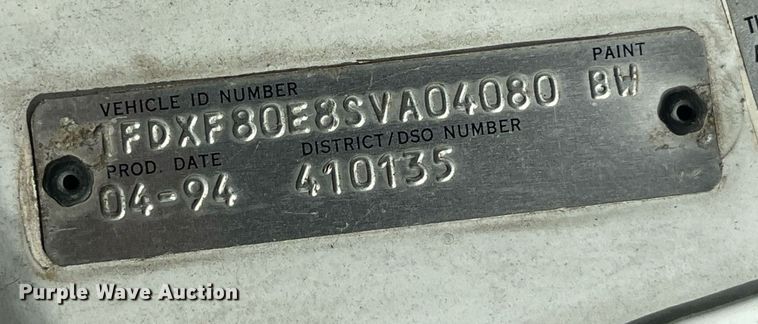 VEHICLE ID NUMBER PAINT
1FDXF80E8SVA04080 BW
PROD. DATE DISTRICT/DSO NUMBER
04-94 410135
Purple Wave Auction